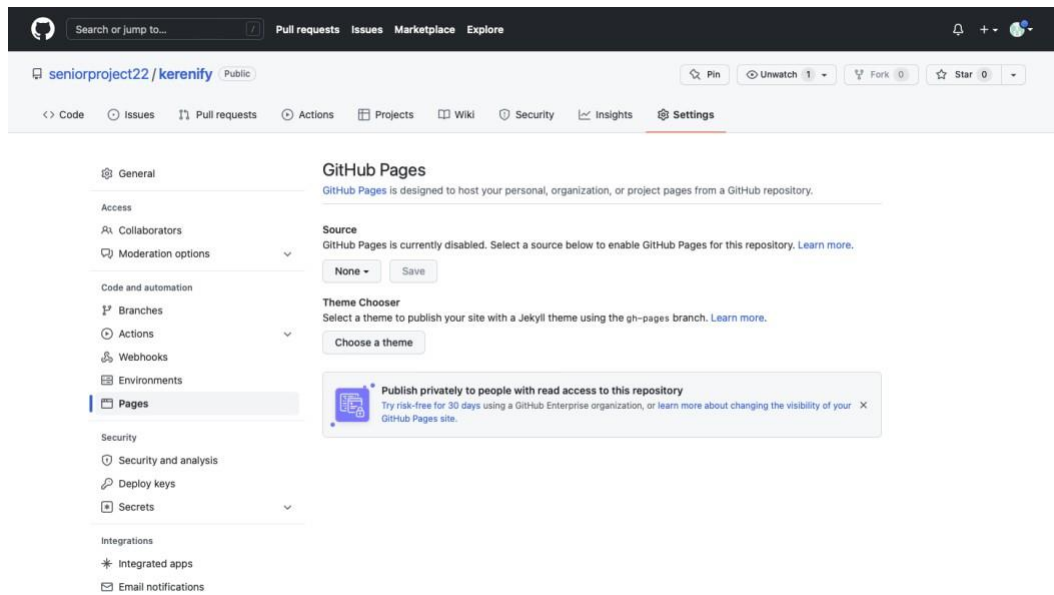 Search or jump to... / Pull requests Issues Marketplace Explore
seniorproject22 / kerenify Public Pin Unwatch 1 Fork 0 Star 0
Code Issues Pull requests Actions Projects Wiki Security Insights Settings
General
Access
Collaborators
Moderation options
Code and automation
Branches
Actions
Webhooks
Environments
Pages
Security
Security and analysis
Deploy keys
Secrets
Integrations
Integrated apps
Email notifications
GitHub Pages
GitHub Pages is designed to host your personal, organization, or project pages from a GitHub repository.
Source
GitHub Pages is currently disabled. Select a source below to enable GitHub Pages for this repository. Learn more.
None Save
Theme Chooser
Select a theme to publish your site with a Jekyll theme using the gh-pages branch. Learn more.
Choose a theme
Publish privately to people with read access to this repository
Try risk-free for 30 days using a GitHub Enterprise organization, or learn more about changing the visibility of your
GitHub Pages site.